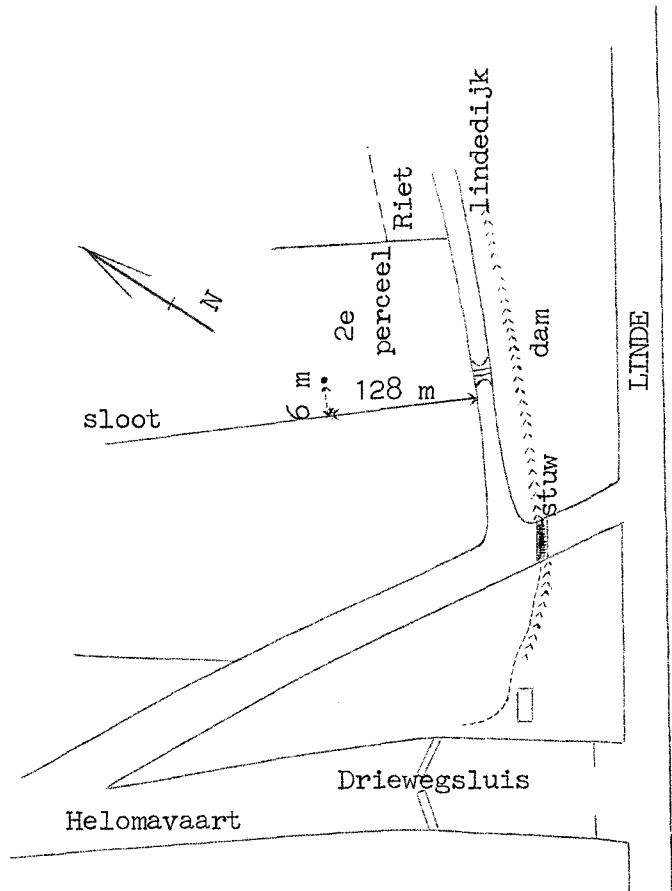 lindedijk
Riet
N
2e
perceel
dam
LINDE
6 m
128 m
sloot
stuw
Driewegsluis
Helomavaart